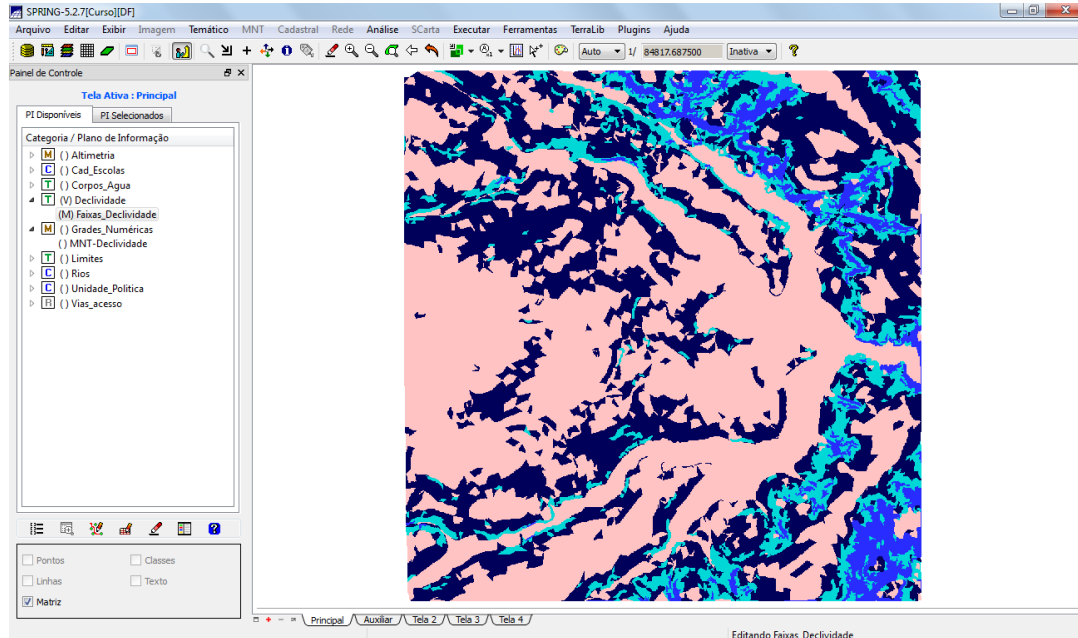 SPRING-5.2.7[Curso][DF]
Arquivo Editar Exibir Imagem Temático MNT Cadastral Rede Análise SCarta Executar Ferramentas TerraLib Plugins Ajuda
Auto 1/ 84817.687500 Inativa
Painel de Controle
Tela Ativa : Principal
PI Disponíveis PI Selecionados
Categoria / Plano de Informação
M ( ) Altimetria
C ( ) Cad_Escolas
T ( ) Corpos_Agua
T (V) Declividade
(M) Faixas_Declividade
M ( ) Grades_Numéricas
( ) MNT-Declividade
T ( ) Limites
C ( ) Rios
C ( ) Unidade_Politica
R ( ) Vias_acesso
Pontos Classes
Linhas Texto
Matriz
Principal Auxiliar Tela 2 Tela 3 Tela 4
Editando Faixas_Declividade